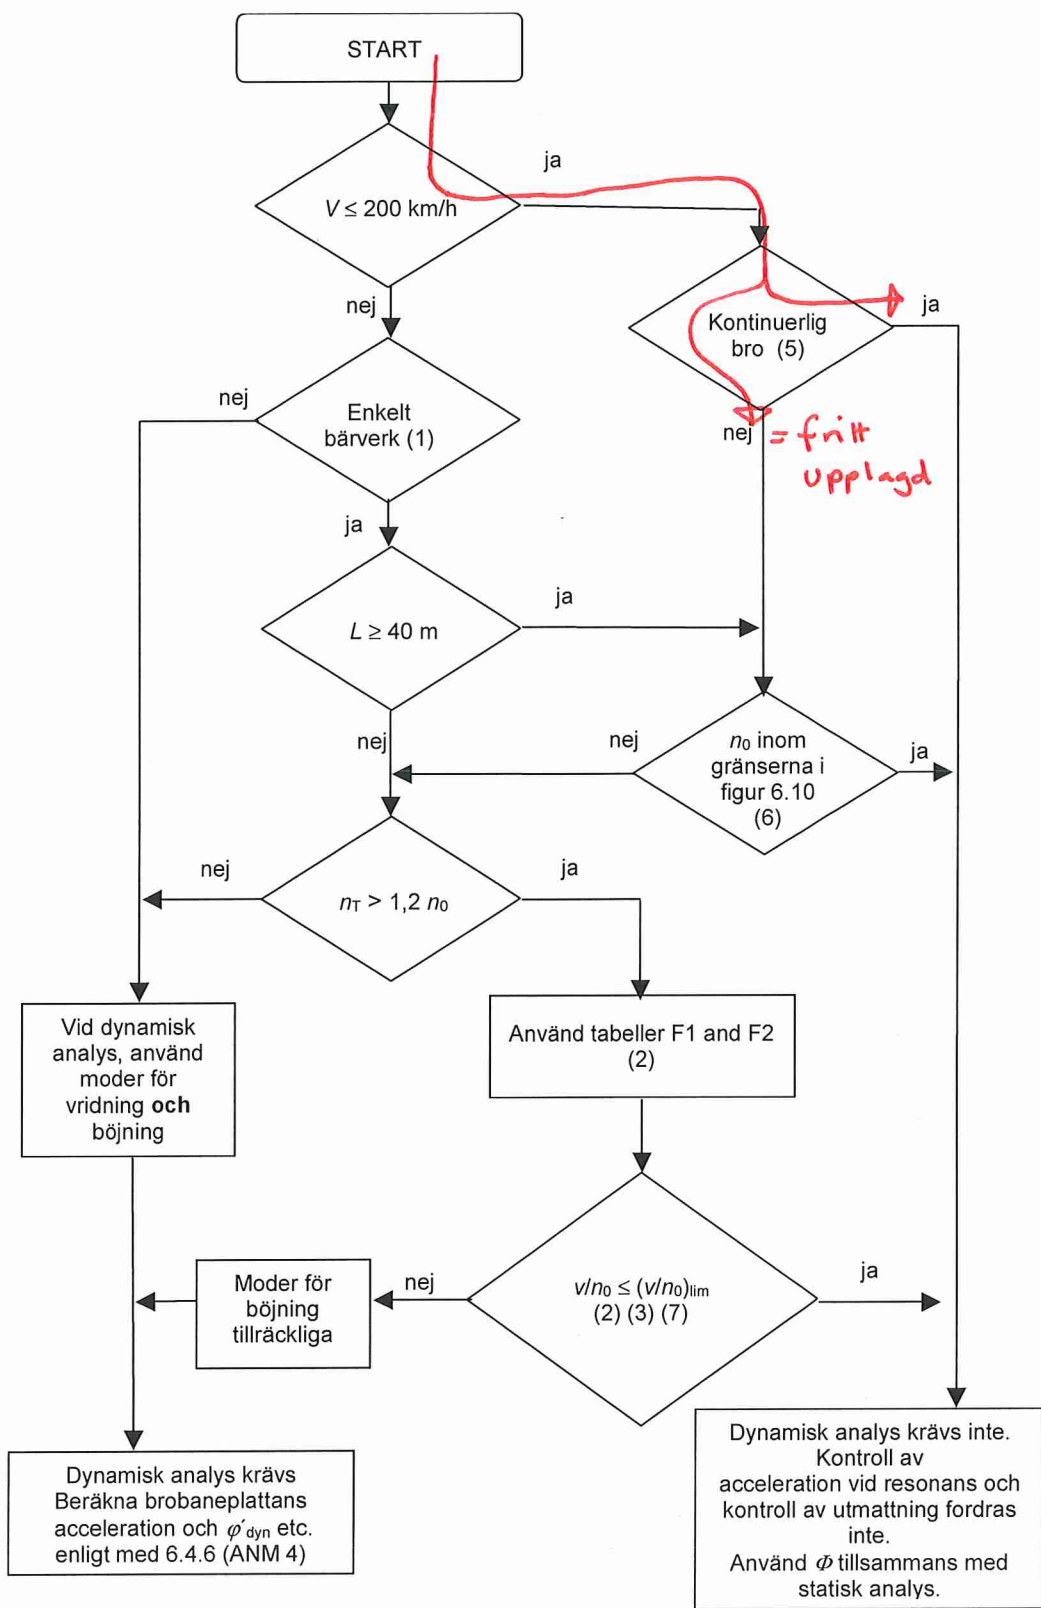 START
ja
V ≤ 200 km/h
nej
ja
Kontinuerlig
bro (5)
nej
Enkelt
bärverk (1)
nej
= fritt
upplagd
ja
L ≥ 40 m
ja
nej
nej
n0 inom
gränserna i
figur 6.10
(6)
ja
nej
ja
nT > 1,2 n0
Vid dynamisk
analys, använd
moder för
vridning och
böjning
Använd tabeller F1 and F2
(2)
Moder för
böjning
tillräckliga
nej
v/n0 ≤ (v/n0)lim
(2) (3) (7)
ja
Dynamisk analys krävs
Beräkna brobaneplattans
acceleration och φ′dyn etc.
enligt med 6.4.6 (ANM 4)
Dynamisk analys krävs inte.
Kontroll av
acceleration vid resonans och
kontroll av utmattning fordras
inte.
Använd Φ tillsammans med
statisk analys.